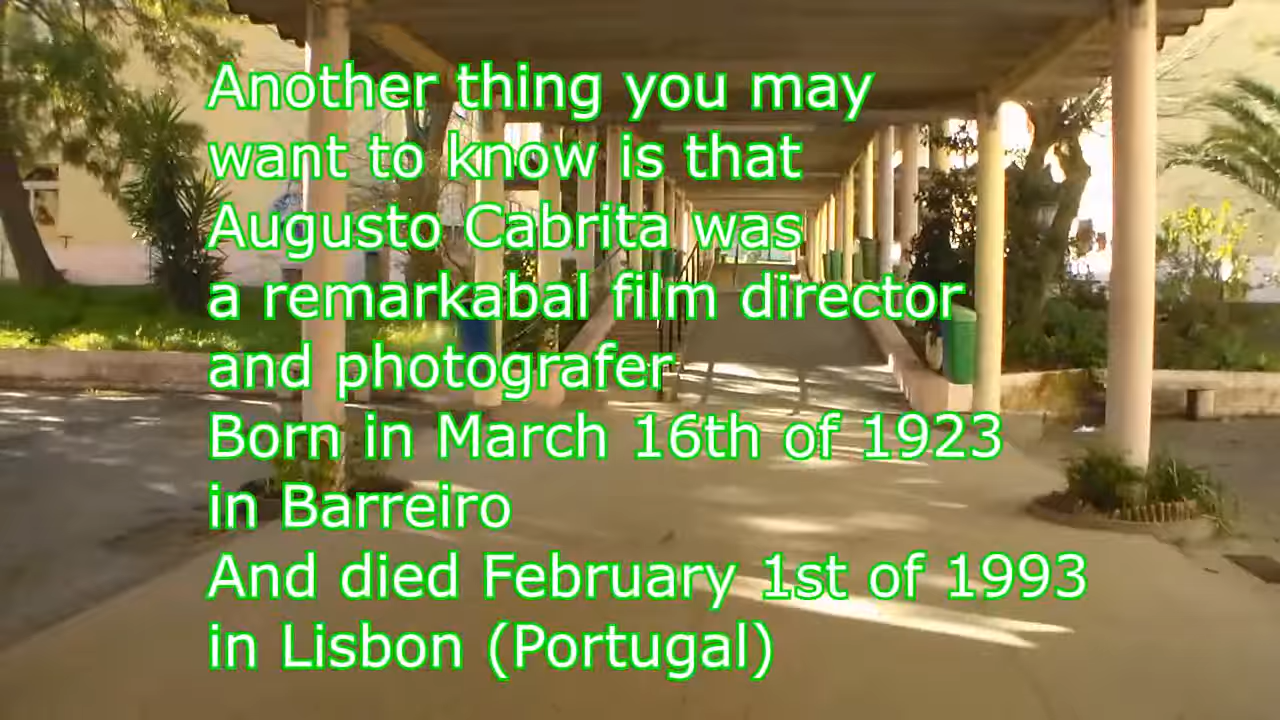 Another thing you may
want to know is that
Augusto Cabrita was
a remarkabal film director
and photografer
Born in March 16th of 1923
in Barreiro
And died February 1st of 1993
in Lisbon (Portugal)